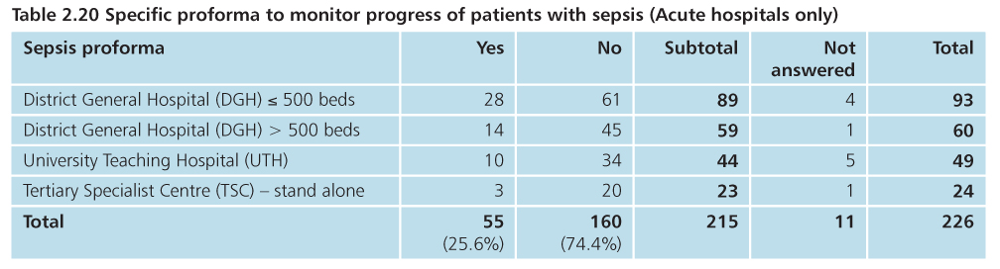 Table 2.20 Specific proforma to monitor progress of patients with sepsis (Acute hospitals only)
Sepsis proforma Yes No Subtotal Not answered Total
District General Hospital (DGH) ≤ 500 beds 28 61 89 4 93
District General Hospital (DGH) > 500 beds 14 45 59 1 60
University Teaching Hospital (UTH) 10 34 44 5 49
Tertiary Specialist Centre (TSC) – stand alone 3 20 23 1 24
Total 55 160 215 11 226
(25.6%) (74.4%)